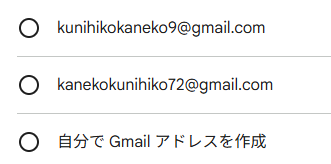 kunihikokaneko9@gmail.com
kanekokunihiko72@gmail.com
自分で Gmail アドレスを作成